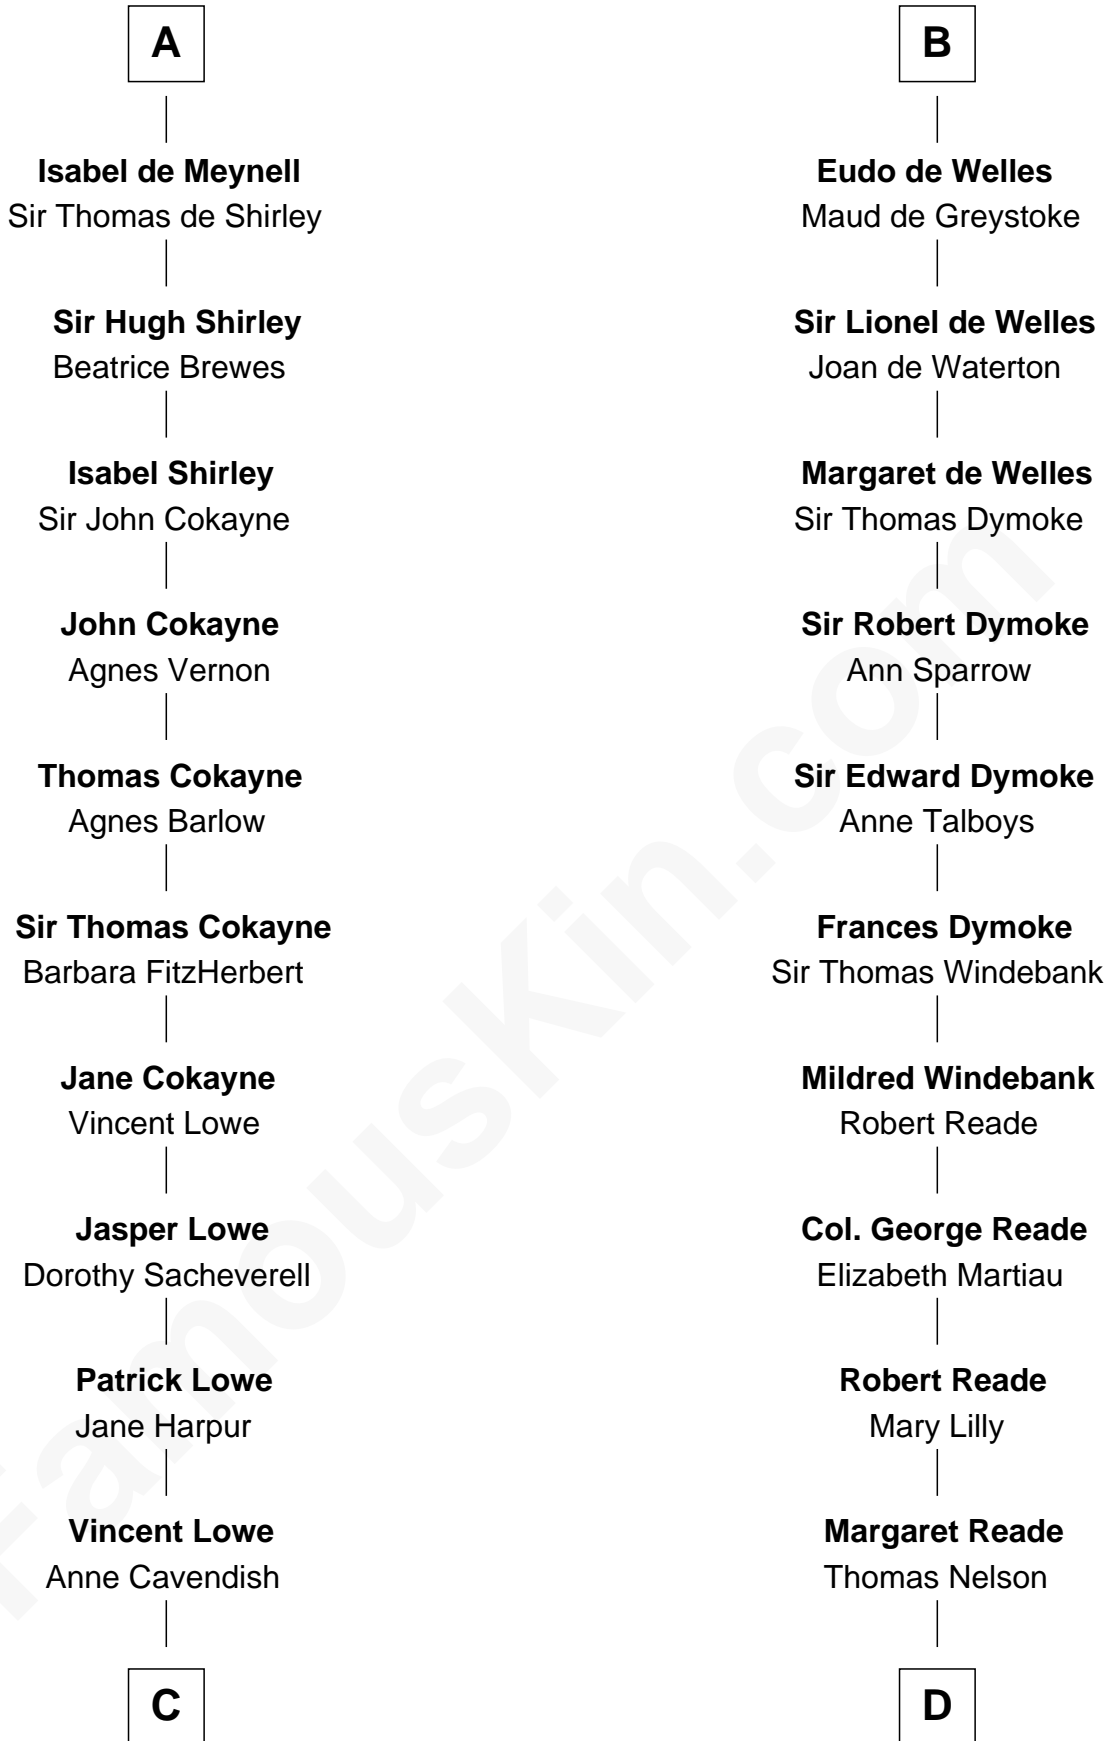 A
Isabel de Meynell
Sir Thomas de Shirley
Sir Hugh Shirley
Beatrice Brewes
Isabel Shirley
Sir John Cokayne
John Cokayne
Agnes Vernon
Thomas Cokayne
Agnes Barlow
Sir Thomas Cokayne
Barbara FitzHerbert
Jane Cokayne
Vincent Lowe
Jasper Lowe
Dorothy Sacheverell
Patrick Lowe
Jane Harpur
Vincent Lowe
Anne Cavendish
C
B
Eudo de Welles
Maud de Greystoke
Sir Lionel de Welles
Joan de Waterton
Margaret de Welles
Sir Thomas Dymoke
Sir Robert Dymoke
Ann Sparrow
Sir Edward Dymoke
Anne Talboys
Frances Dymoke
Sir Thomas Windebank
Mildred Windebank
Robert Reade
Col. George Reade
Elizabeth Martiau
Robert Reade
Mary Lilly
Margaret Reade
Thomas Nelson
D
FamousKin.com